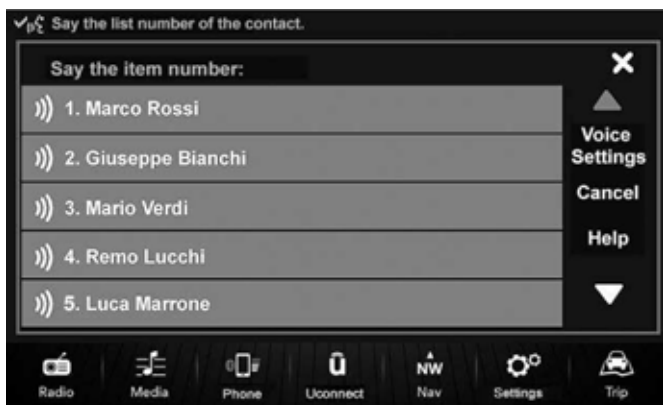 Say the list number of the contact.
Say the item number:
1. Marco Rossi
2. Giuseppe Bianchi
3. Mario Verdi
4. Remo Lucchi
5. Luca Marrone
Voice
Settings
Cancel
Help
NW
Radio
Media
Phone
Uconnect
Nav
Settings
Trip